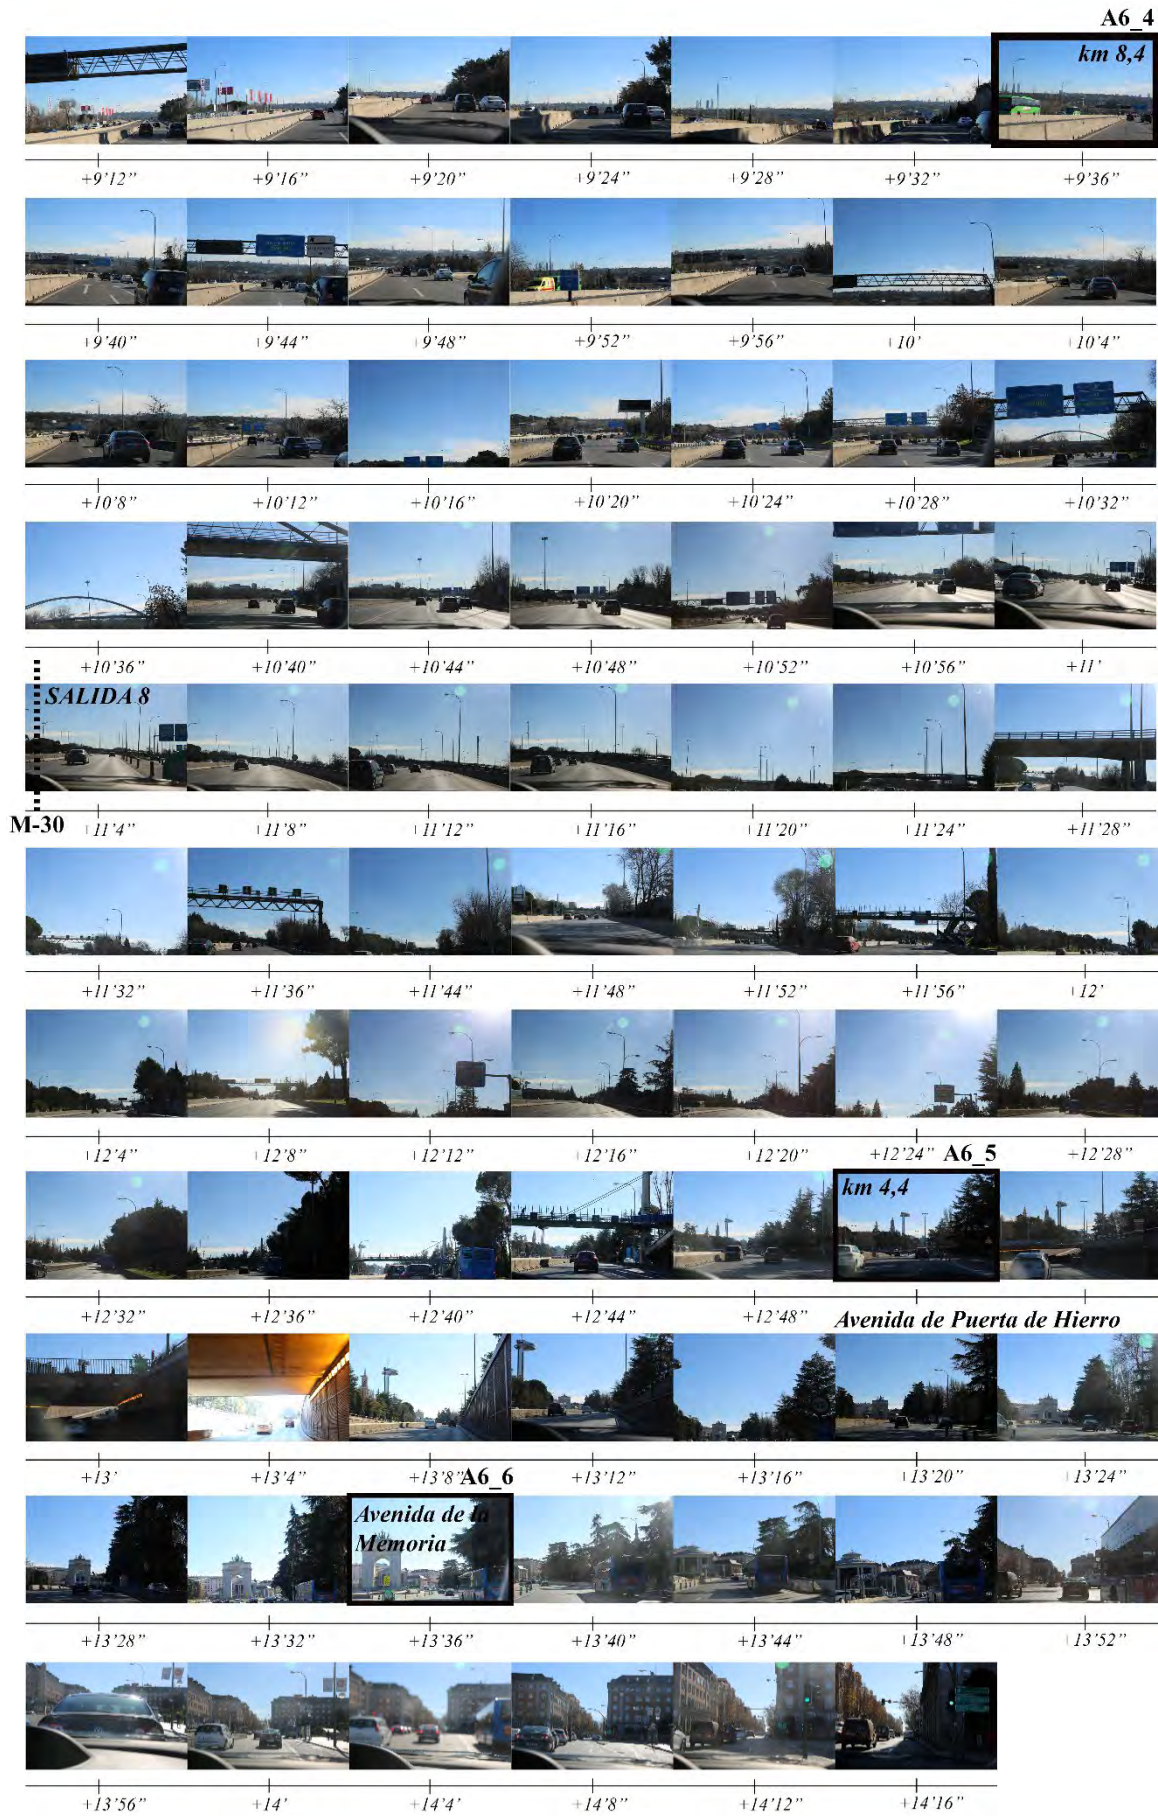 A6_4
km 8,4
+9'12" +9'16" +9'20" +9'24" +9'28" +9'32" +9'36"
+9'40" +9'44" +9'48" +9'52" +9'56" +10' +10'4"
+10'8" +10'12" +10'16" +10'20" +10'24" +10'28" +10'32"
+10'36" +10'40" +10'44" +10'48" +10'52" +10'56" +11'
SALIDA 8
M-30 +11'4" +11'8" +11'12" +11'16" +11'20" +11'24" +11'28"
+11'32" +11'36" +11'44" +11'48" +11'52" +11'56" +12'
+12'4" +12'8" +12'12" +12'16" +12'20" +12'24" A6_5 +12'28"
km 4,4
+12'32" +12'36" +12'40" +12'44" +12'48" Avenida de Puerta de Hierro
+13' +13'4" +13'8" A6_6 +13'12" +13'16" +13'20" +13'24"
Avenida de la
Memoria
+13'28" +13'32" +13'36" +13'40" +13'44" +13'48" +13'52"
+13'56" +14' +14'4" +14'8" +14'12" +14'16"